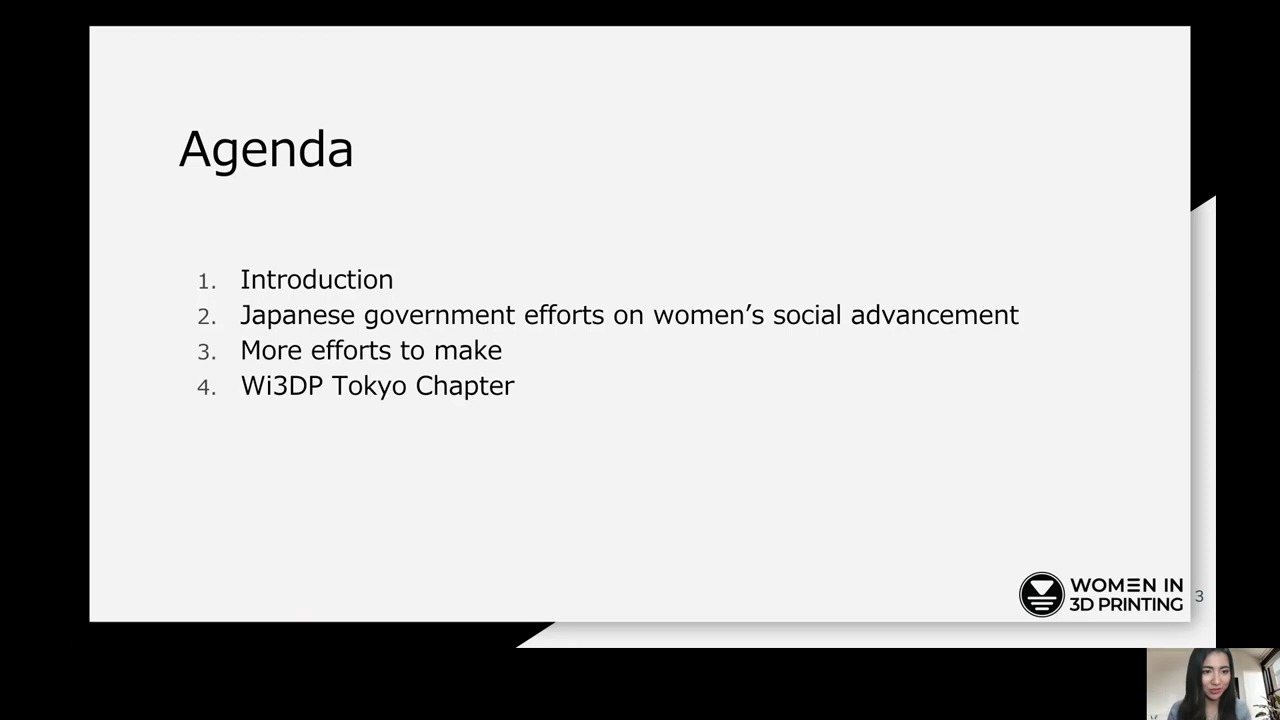 Agenda
1. Introduction
2. Japanese government efforts on women’s social advancement
3. More efforts to make
4. Wi3DP Tokyo Chapter
WOMEN IN
3D PRINTING
3